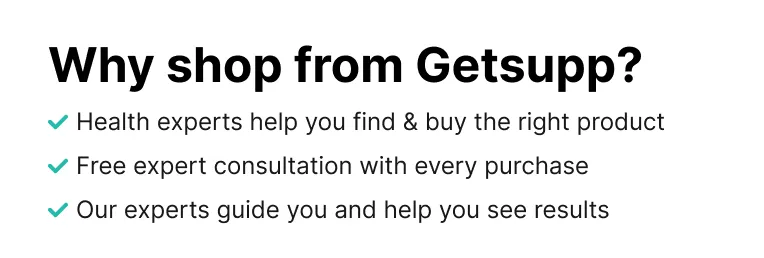 Why shop from Getsupp?
Health experts help you find & buy the right product
Free expert consultation with every purchase
Our experts guide you and help you see results